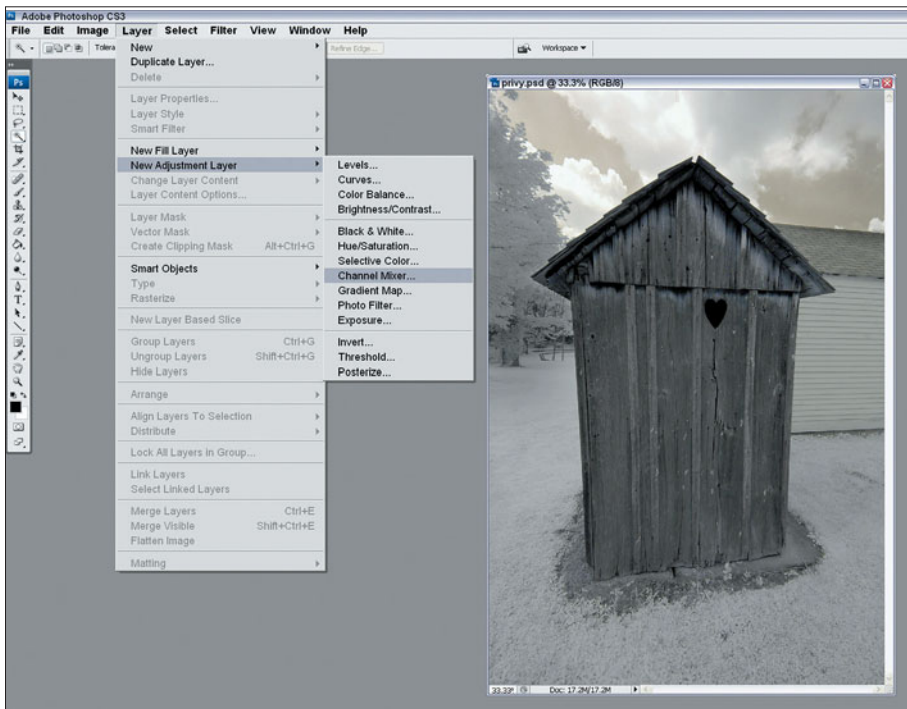 Adobe Photoshop CS3
File Edit Image Layer Select Filter View Window Help
Tolera
Refine Edge...
Workspace
Ps
T
New
Duplicate Layer...
Delete
Layer Properties...
Layer Style
Smart Filter
New Fill Layer
New Adjustment Layer
Change Layer Content
Layer Content Options...
Layer Mask
Vector Mask
Create Clipping Mask Alt+Ctrl+G
Smart Objects
Type
Rasterize
New Layer Based Slice
Group Layers Ctrl+G
Ungroup Layers Shift+Ctrl+G
Hide Layers
Arrange
Align Layers To Selection
Distribute
Lock All Layers in Group...
Link Layers
Select Linked Layers
Merge Layers Ctrl+E
Merge Visible Shift+Ctrl+E
Flatten Image
Matting
Levels...
Curves...
Color Balance...
Brightness/Contrast...
Black & White...
Hue/Saturation...
Selective Color...
Channel Mixer...
Gradient Map...
Photo Filter...
Exposure...
Invert...
Threshold...
Posterize...
privy.psd @ 33.3% (RGB/8)
Doc: 17.2M/17.2M